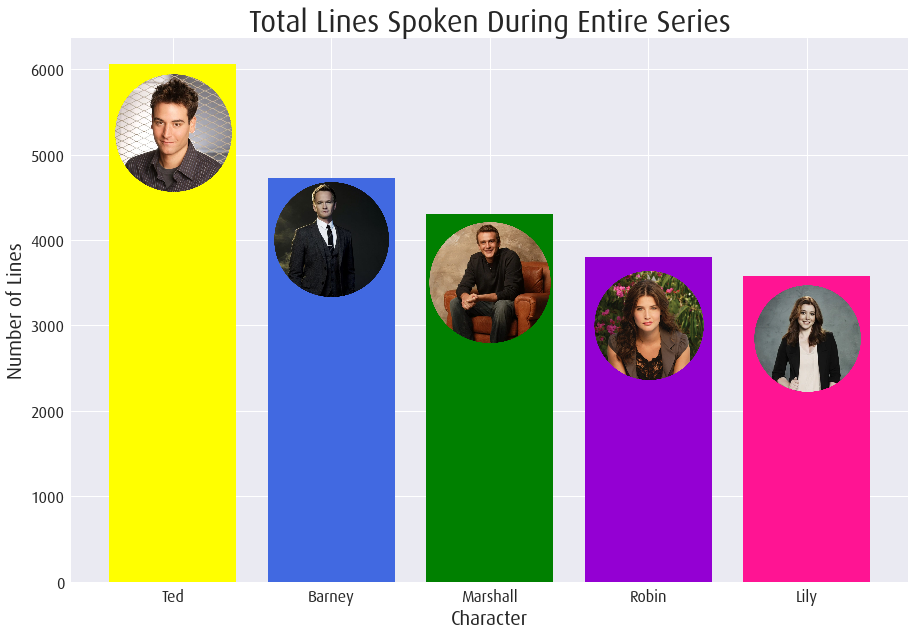 Total Lines Spoken During Entire Series
Number of Lines
6000
5000
4000
3000
2000
1000
0
Ted Barney Marshall Robin Lily
Character